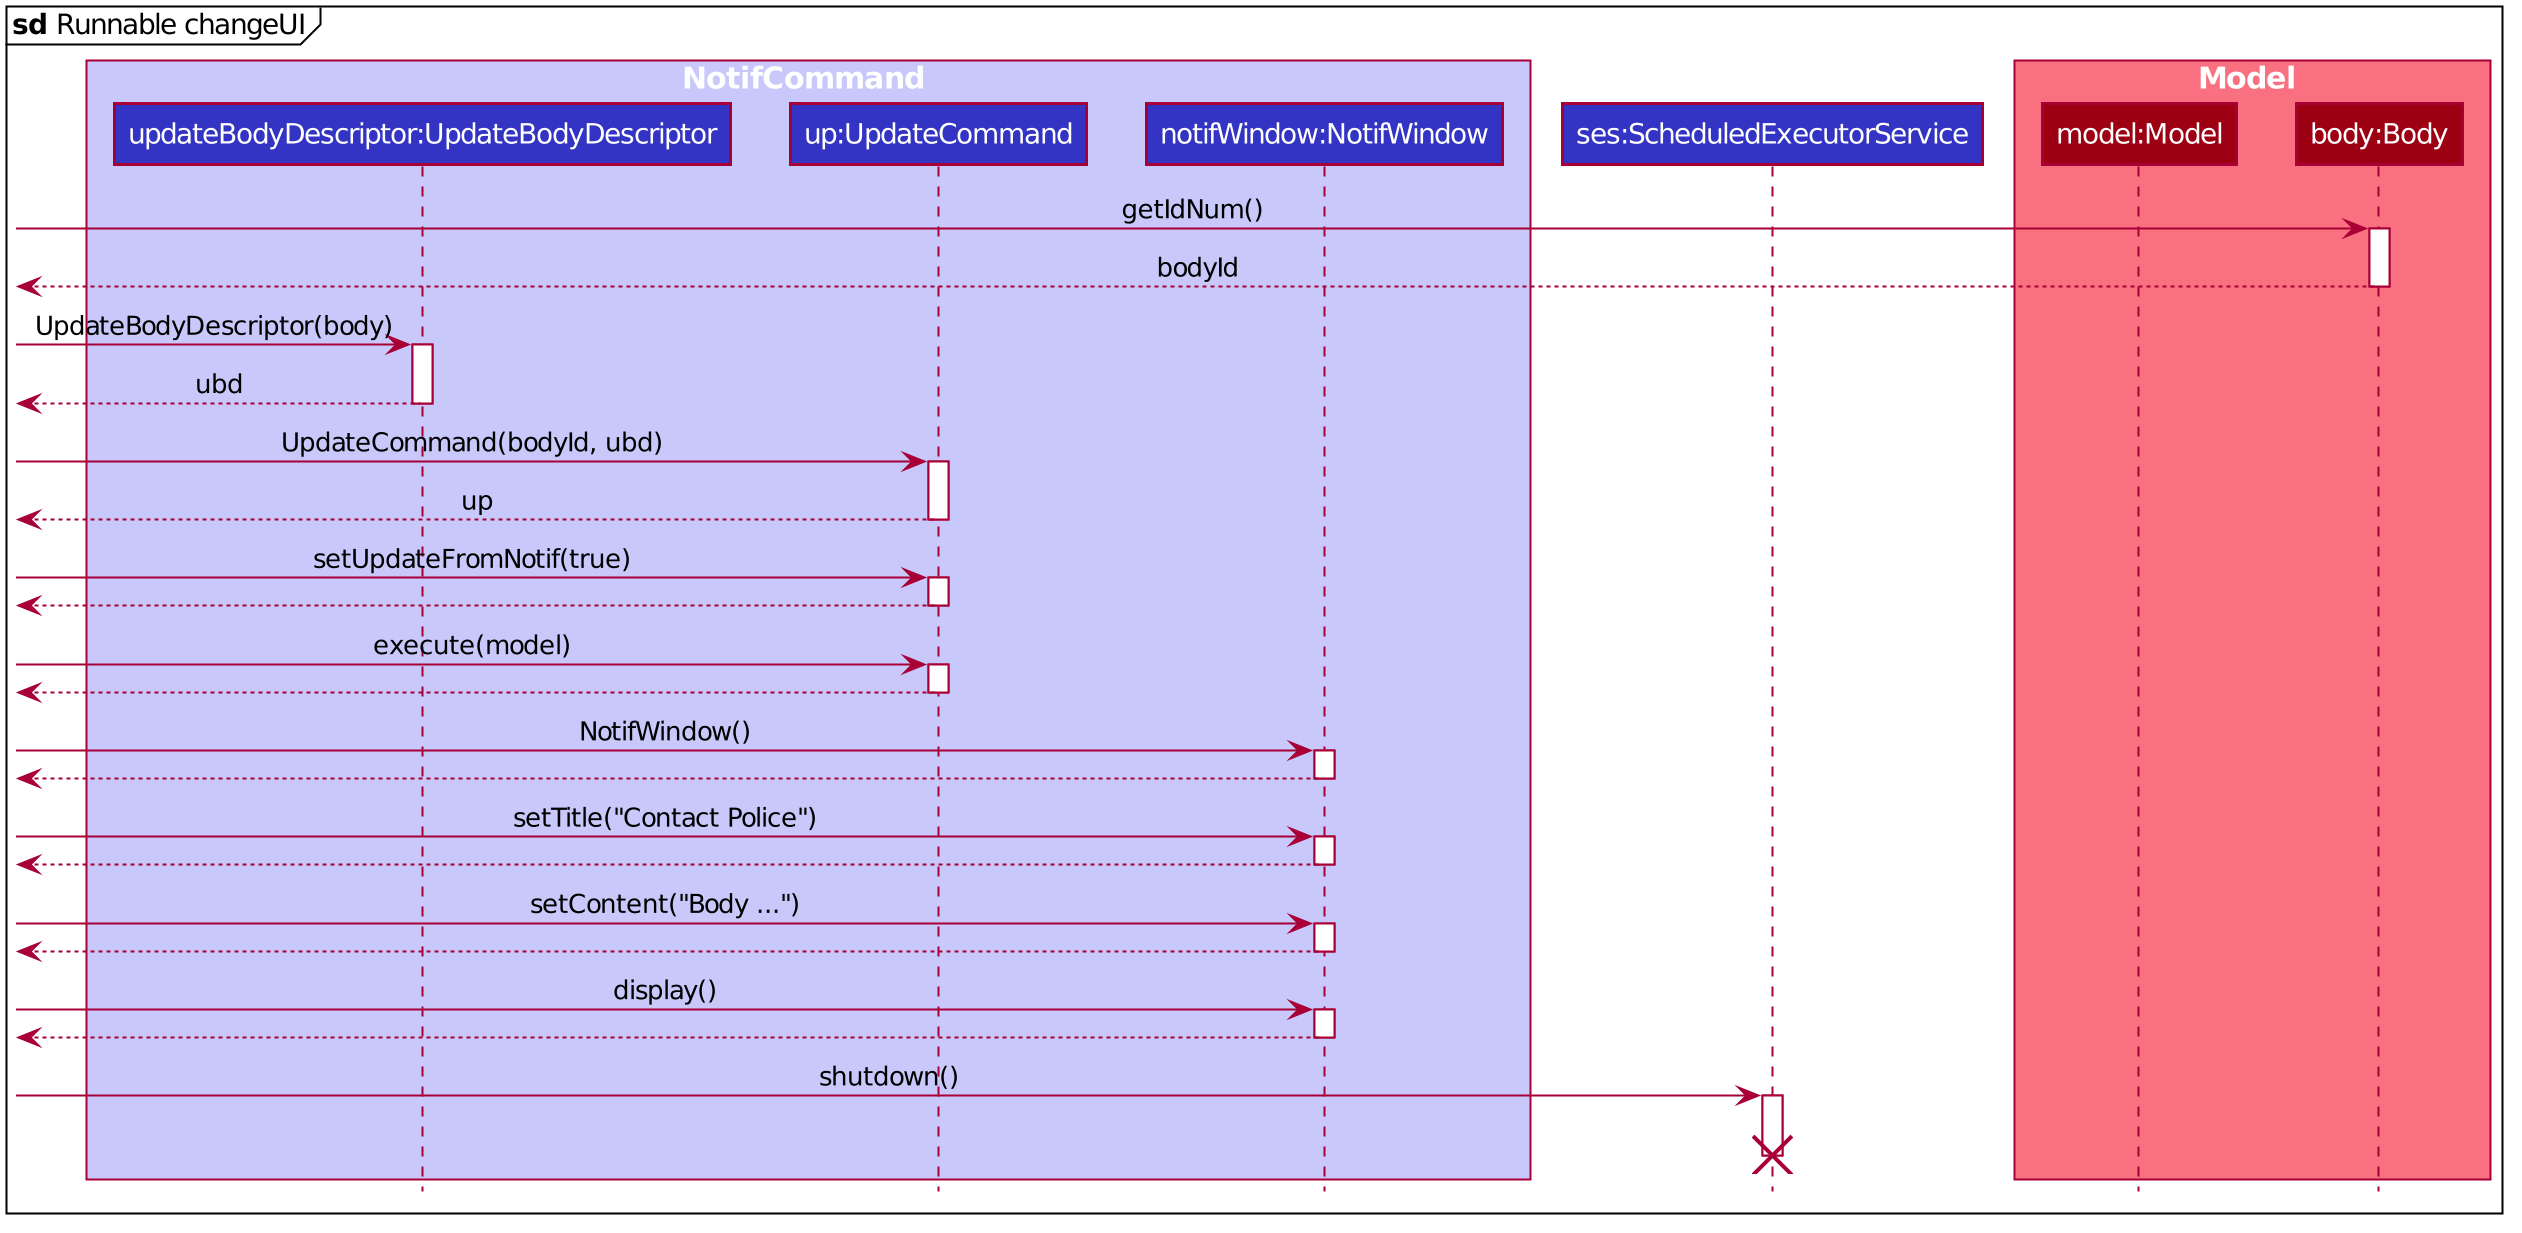 sd Runnable changeUI
NotifCommand
Model
updateBodyDescriptor:UpdateBodyDescriptor
up:UpdateCommand
notifWindow:NotifWindow
ses:ScheduledExecutorService
model:Model
body:Body
getIdNum()
bodyId
UpdateBodyDescriptor(body)
ubd
UpdateCommand(bodyId, ubd)
up
setUpdateFromNotif(true)
execute(model)
NotifWindow()
setTitle("Contact Police")
setContent("Body ...")
display()
shutdown()